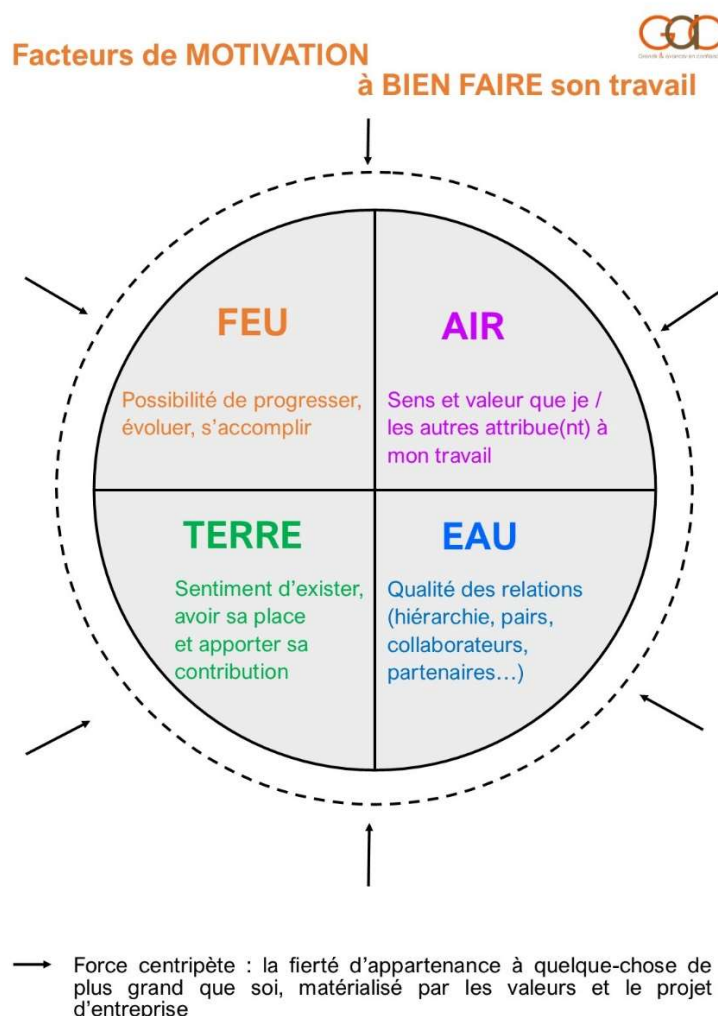 Facteurs de MOTIVATION
à BIEN FAIRE son travail
FEU
Possibilité de progresser,
évoluer, s'accomplir
AIR
Sens et valeur que je /
les autres attribue(nt) à
mon travail
TERRE
Sentiment d'exister,
avoir sa place
et apporter sa
contribution
EAU
Qualité des relations
(hiérarchie, pairs,
collaborateurs,
partenaires…)
Force centripète : la fierté d'appartenance à quelque-chose de
plus grand que soi, matérialisé par les valeurs et le projet
d'entreprise